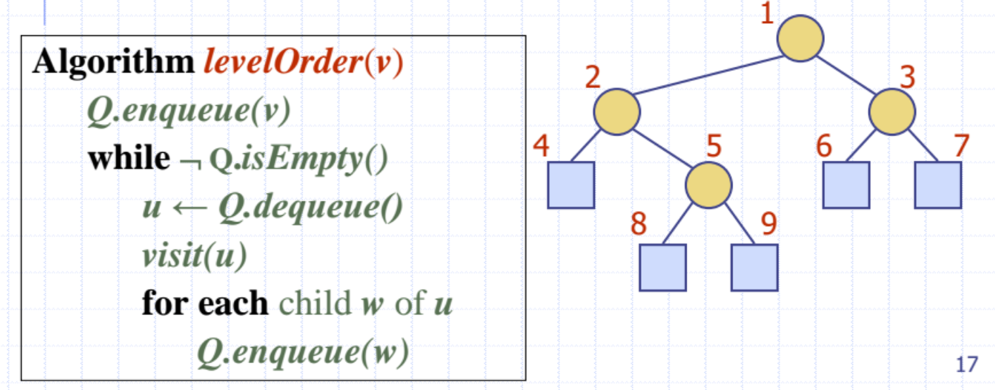 Algorithm levelOrder(v)
Q.enqueue(v)
while ¬ Q.isEmpty()
u ← Q.dequeue()
visit(u)
for each child w of u
Q.enqueue(w)
1
2
3
4
5
6
7
8
9
17